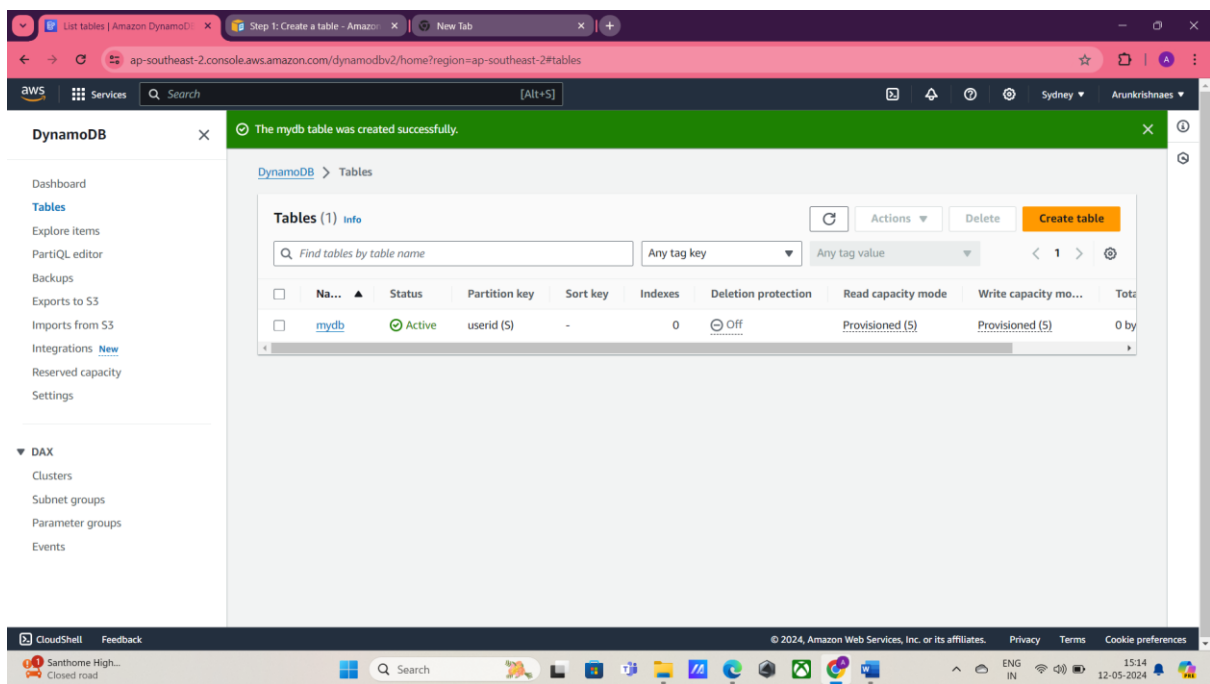 List tables | Amazon DynamoD
Step 1: Create a table - Amazon
New Tab
ap-southeast-2.console.aws.amazon.com/dynamodbv2/home?region=ap-southeast-2#tables
A
aws Services Search [Alt+S] Sydney ▼ Arunkrishnaes ▼
DynamoDB
The mydb table was created successfully.
Dashboard
Tables
Explore items
PartiQL editor
Backups
Exports to S3
Imports from S3
Integrations New
Reserved capacity
Settings
▼ DAX
Clusters
Subnet groups
Parameter groups
Events
DynamoDB > Tables
Tables (1) Info
Actions ▼ Delete Create table
Find tables by table name Any tag key ▼ Any tag value ▼ < 1 >
Na... ▲ Status Partition key Sort key Indexes Deletion protection Read capacity mode Write capacity mo... Tota
mydb Active userid (S) - 0 Off Provisioned (5) Provisioned (5) 0 by
CloudShell Feedback © 2024, Amazon Web Services, Inc. or its affiliates. Privacy Terms Cookie preferences
1 Santhome High...
Closed road
Search
ENG
IN
15:14
12-05-2024